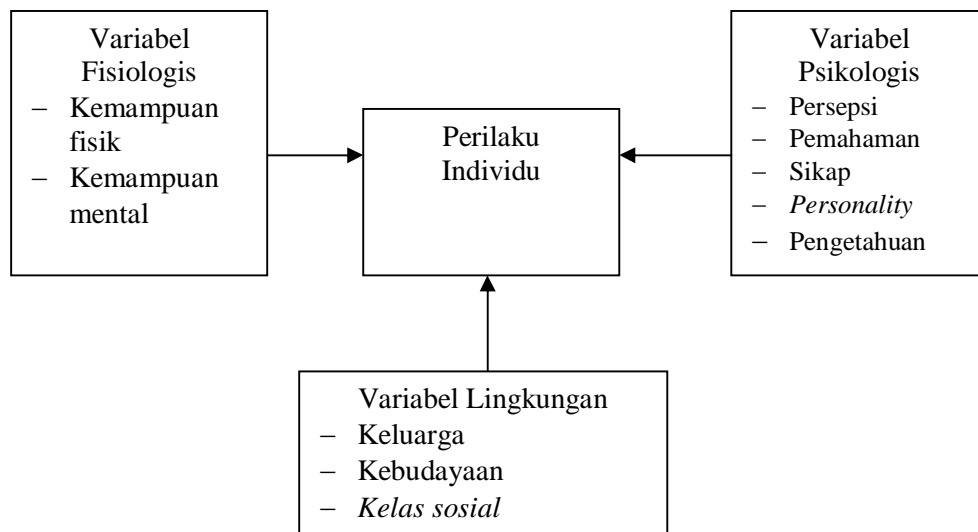 Variabel
Fisiologis
– Kemampuan
fisik
– Kemampuan
mental
Perilaku
Individu
Variabel
Psikologis
– Persepsi
– Pemahaman
– Sikap
– Personality
– Pengetahuan
Variabel Lingkungan
– Keluarga
– Kebudayaan
– Kelas sosial